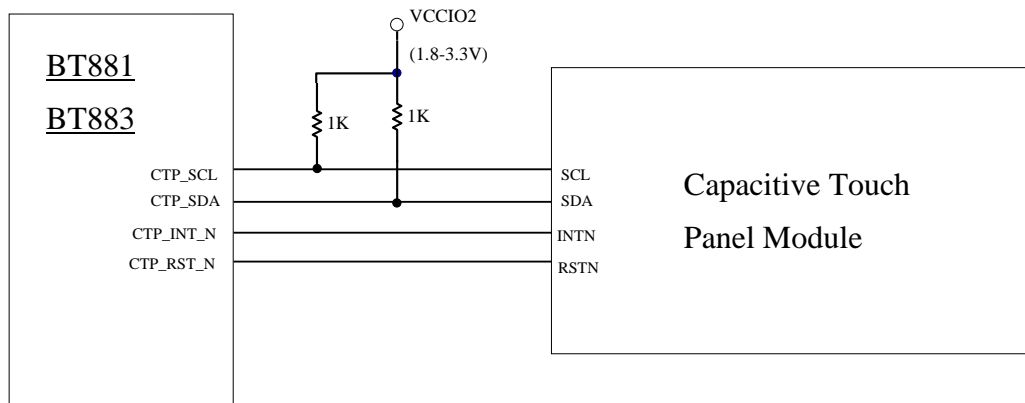 VCCIO2
(1.8-3.3V)
BT881
BT883
1K
1K
CTP_SCL
CTP_SDA
CTP_INT_N
CTP_RST_N
SCL
SDA
INTN
RSTN
Capacitive Touch
Panel Module